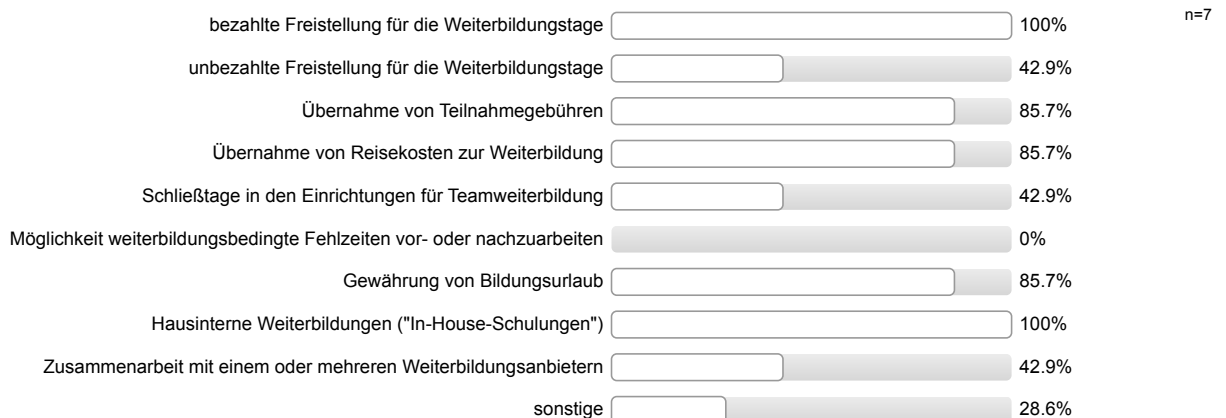 bezahlte Freistellung für die Weiterbildungstage 100% n=7
unbezahlte Freistellung für die Weiterbildungstage 42.9%
Übernahme von Teilnahmegebühren 85.7%
Übernahme von Reisekosten zur Weiterbildung 85.7%
Schließtage in den Einrichtungen für Teamweiterbildung 42.9%
Möglichkeit weiterbildungsbedingte Fehlzeiten vor- oder nachzuarbeiten 0%
Gewährung von Bildungsurlaub 85.7%
Hausinterne Weiterbildungen ("In-House-Schulungen") 100%
Zusammenarbeit mit einem oder mehreren Weiterbildungsanbietern 42.9%
sonstige 28.6%